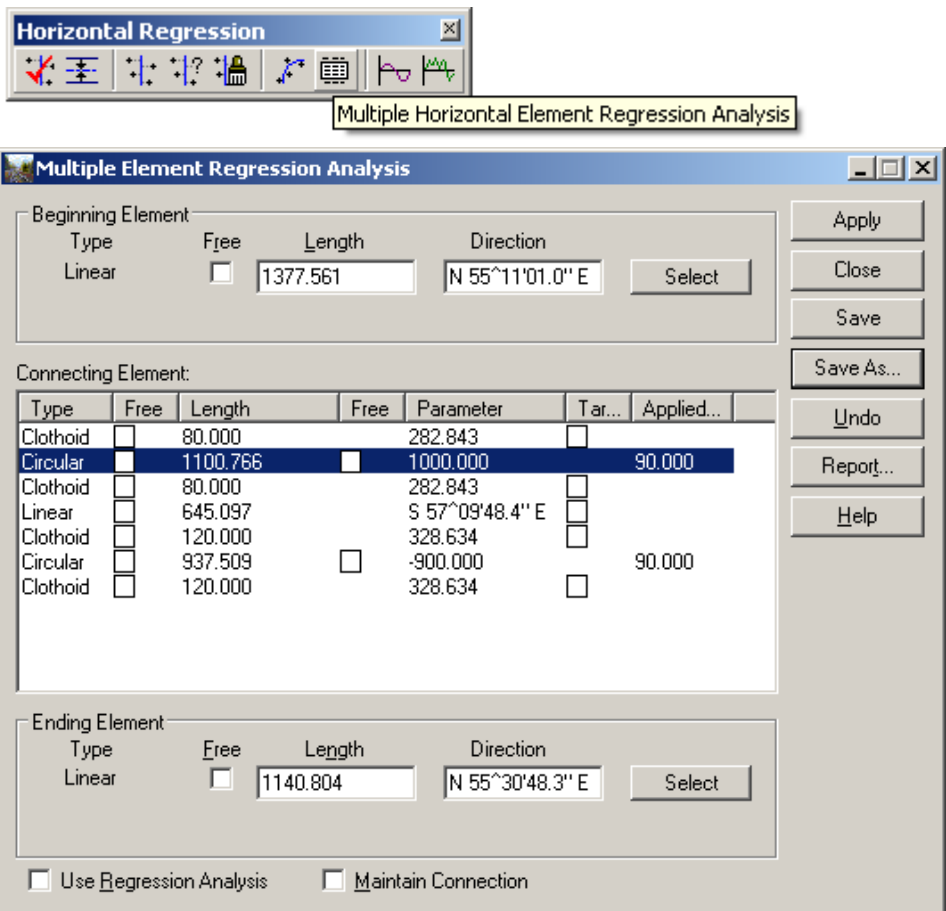 Horizontal Regression
Multiple Horizontal Element Regression Analysis
Multiple Element Regression Analysis
Beginning Element
Type Free Length Direction
Linear 1377.561 N 55^11'01.0" E Select
Apply
Close
Save
Save As...
Undo
Report...
Help
Connecting Element:
Type Free Length Free Parameter Tar... Applied...
Clothoid 80.000 282.843
Circular 1100.766 1000.000 90.000
Clothoid 80.000 282.843
Linear 645.097 S 57^09'48.4" E
Clothoid 120.000 328.634
Circular 937.509 -900.000 90.000
Clothoid 120.000 328.634
Ending Element
Type Free Length Direction
Linear 1140.804 N 55^30'48.3" E Select
Use Regression Analysis Maintain Connection